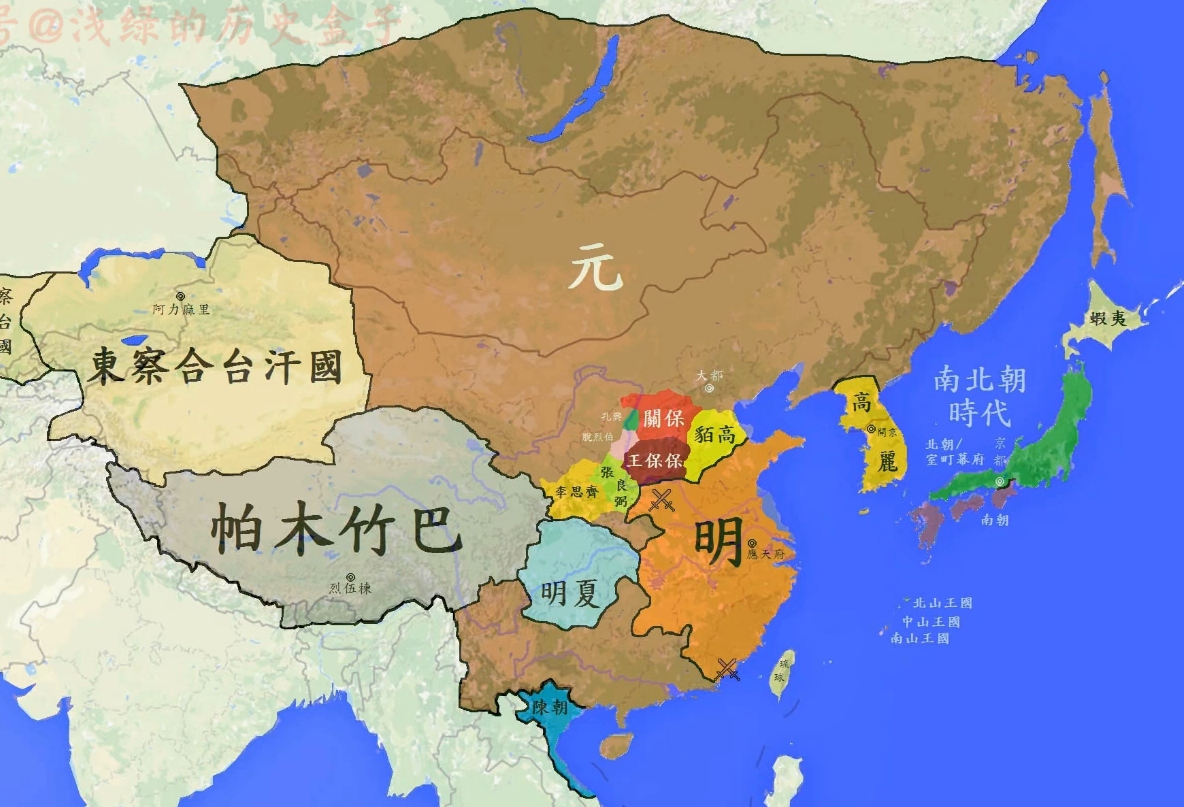 号@浅绿的历史盒子
元
蝦夷
阿力麻里
察
合
台
國
東察合台汗國
大都
南北朝
時代
高
麗
開京
孔興
關保
貊高
脫烈伯
王保保
北朝/
室町幕府
京
都
張
良
弼
李思齊
南朝
帕木竹巴
明
應天府
烈伍棟
明夏
北山王國
中山王國
南山王國
琉
球
陳朝